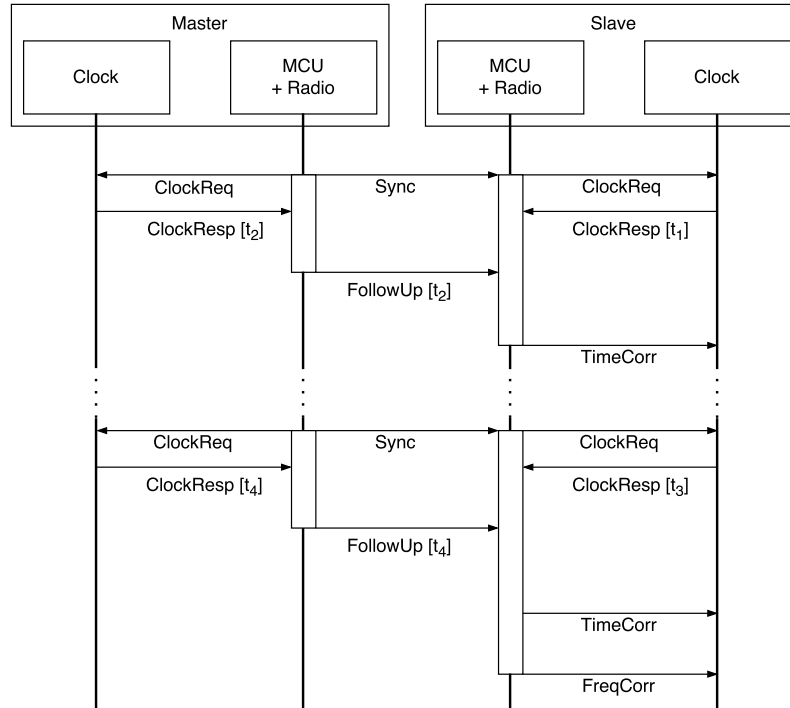 Master
Slave
Clock
MCU
+ Radio
MCU
+ Radio
Clock
ClockReq
Sync
ClockReq
ClockResp [t2]
ClockResp [t1]
FollowUp [t2]
TimeCorr
ClockReq
Sync
ClockReq
ClockResp [t4]
ClockResp [t3]
FollowUp [t4]
TimeCorr
FreqCorr